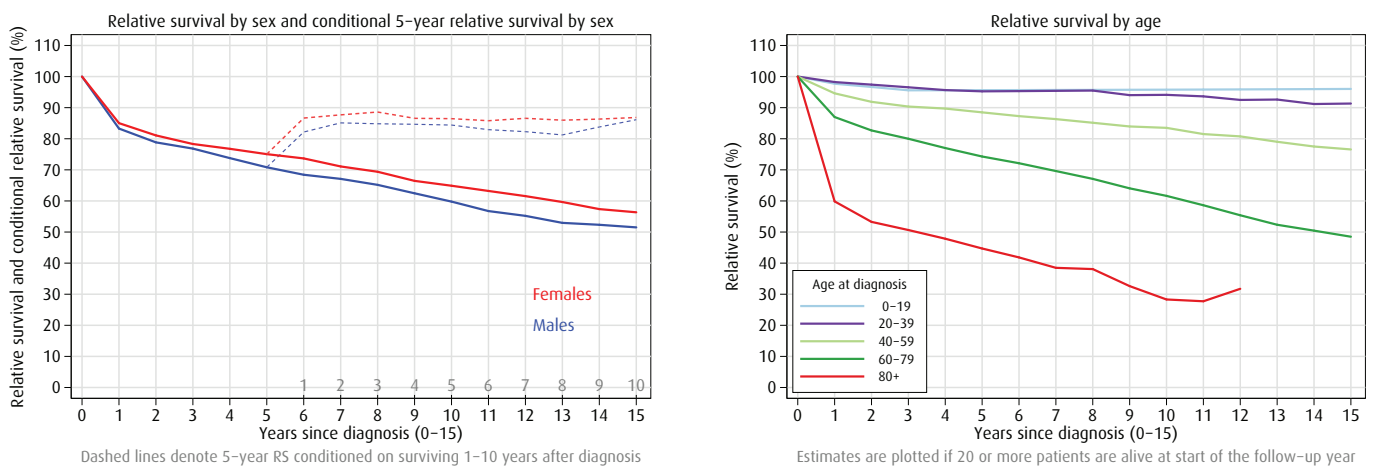 Relative survival by sex and conditional 5-year relative survival by sex
Relative survival and conditional relative survival (%)
110
100
90
80
70
60
50
40
30
20
10
0
Females
Males
1 2 3 4 5 6 7 8 9 10
0 1 2 3 4 5 6 7 8 9 10 11 12 13 14 15
Years since diagnosis (0-15)
Dashed lines denote 5-year RS conditioned on surviving 1-10 years after diagnosis
Relative survival by age
Relative survival (%)
110
100
90
80
70
60
50
40
30
20
10
0
Age at diagnosis
0-19
20-39
40-59
60-79
80+
0 1 2 3 4 5 6 7 8 9 10 11 12 13 14 15
Years since diagnosis (0-15)
Estimates are plotted if 20 or more patients are alive at start of the follow-up year